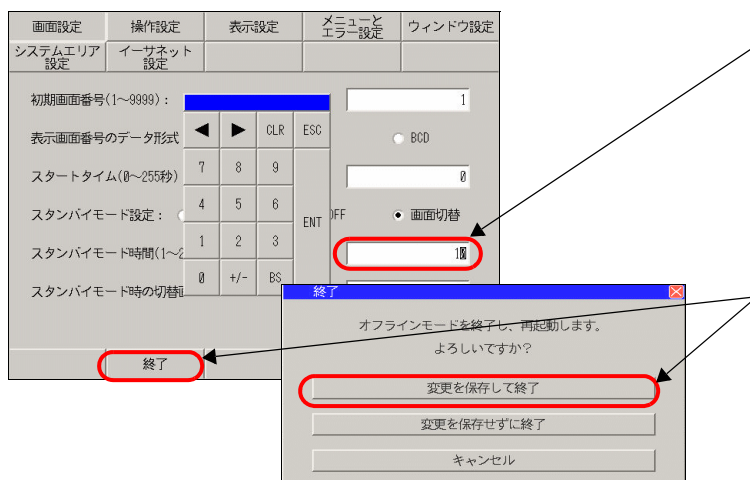 画面設定 操作設定 表示設定 メニューと エラー設定 ウィンドウ設定
システムエリア 設定 イーサネット 設定
初期画面番号(1～9999)： 1
表示画面番号のデータ形式 BCD
スタートタイム(0～255秒) 0
スタンバイモード設定： OFF 画面切替
スタンバイモード時間(1～2 10
スタンバイモード時の切替
◀ ▶ CLR ESC
7 8 9
4 5 6 ENT
1 2 3
0 +/- BS
終了
終了
オフラインモードを終了し、再起動します。
よろしいですか？
変更を保存して終了
変更を保存せずに終了
キャンセル